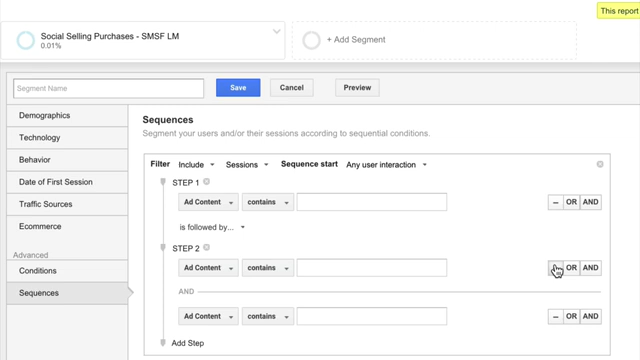 This report
Social Selling Purchases - SMSF LM
0.01%
+ Add Segment
Segment Name
Save
Cancel
Preview
Demographics
Technology
Behavior
Date of First Session
Traffic Sources
Ecommerce
Advanced
Conditions
Sequences
Sequences
Segment your users and/or their sessions according to sequential conditions.
Filter Include Sessions Sequence start Any user interaction
STEP 1
Ad Content contains – OR AND
is followed by...
STEP 2
Ad Content contains OR AND
AND
Ad Content contains – OR AND
Add Step